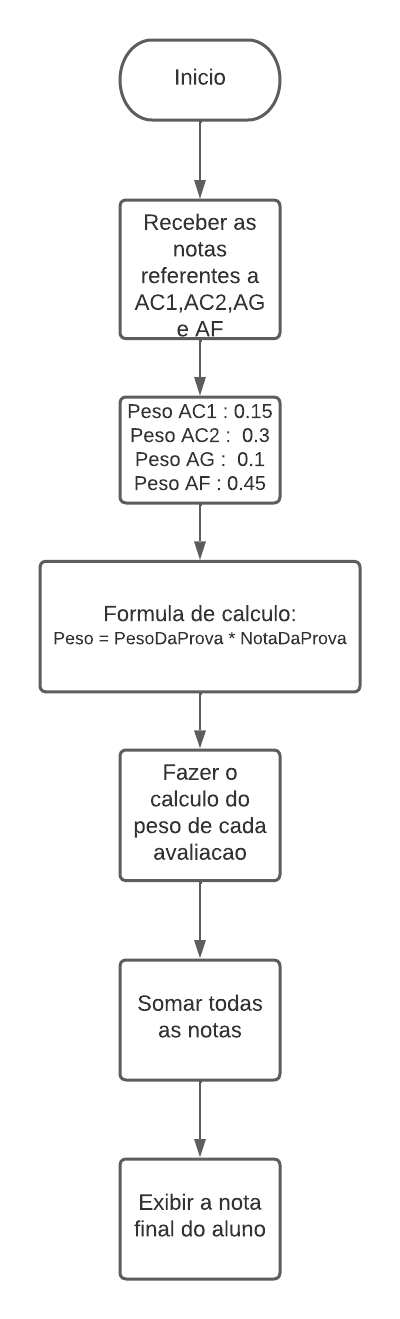 Inicio
Receber as
notas
referentes a
AC1,AC2,AG
e AF
Peso AC1 : 0.15
Peso AC2 :  0.3
Peso AG :  0.1
Peso AF : 0.45
Formula de calculo:
Peso = PesoDaProva * NotaDaProva
Fazer o
calculo do
peso de cada
avaliacao
Somar todas
as notas
Exibir a nota
final do aluno